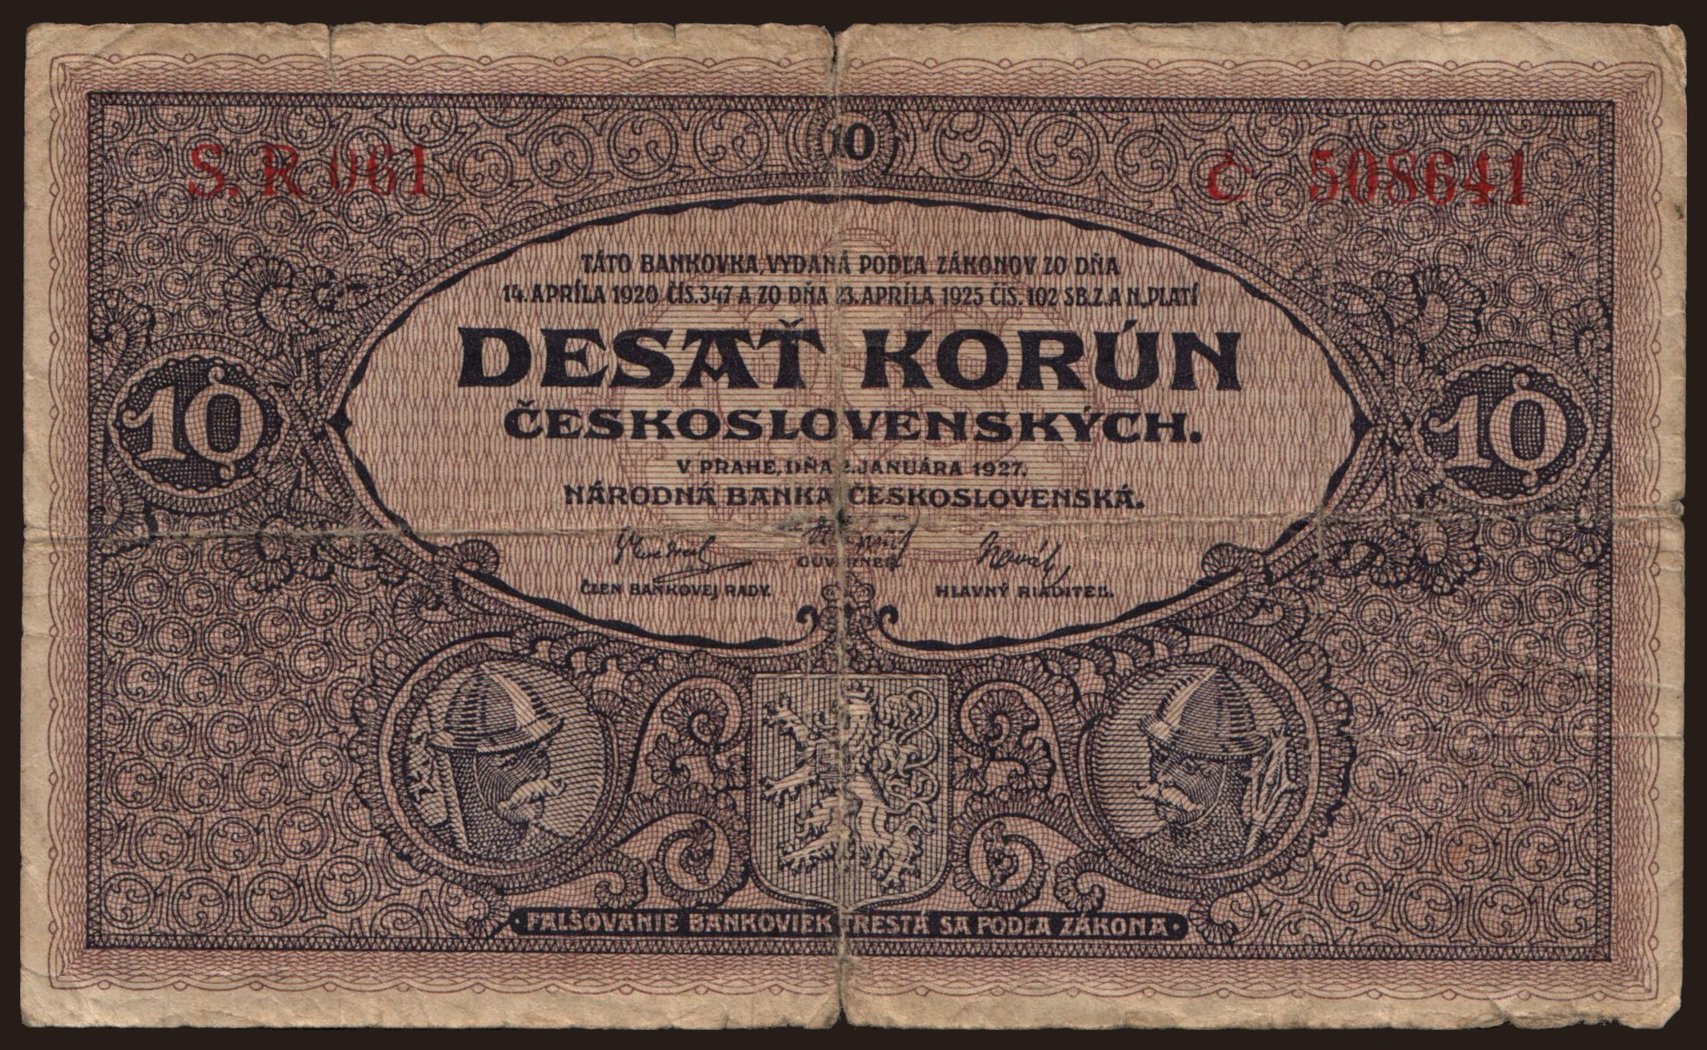 10
S. R 061 Č 508641
TÁTO BANKOVKA, VYDANÁ PODĽA ZÁKONOV ZO DŇA
14. APRÍLA 1920 ČÍS. 347 A ZO DŇA 23. APRÍLA 1925 ČÍS. 102 SB. Z. A N., PLATÍ
DESAŤ KORÚN
ČESKOSLOVENSKÝCH.
10 10
V PRAHE, DŇA 2. JANUÁRA 1927.
NÁRODNÁ BANKA ČESKOSLOVENSKÁ.
GUVERNER
ČLEN BANKOVEJ RADY. HLAVNÝ RIADITEĽ.
· FALŠOVANIE BANKOVIEK TRESTÁ SA PODĽA ZÁKONA ·